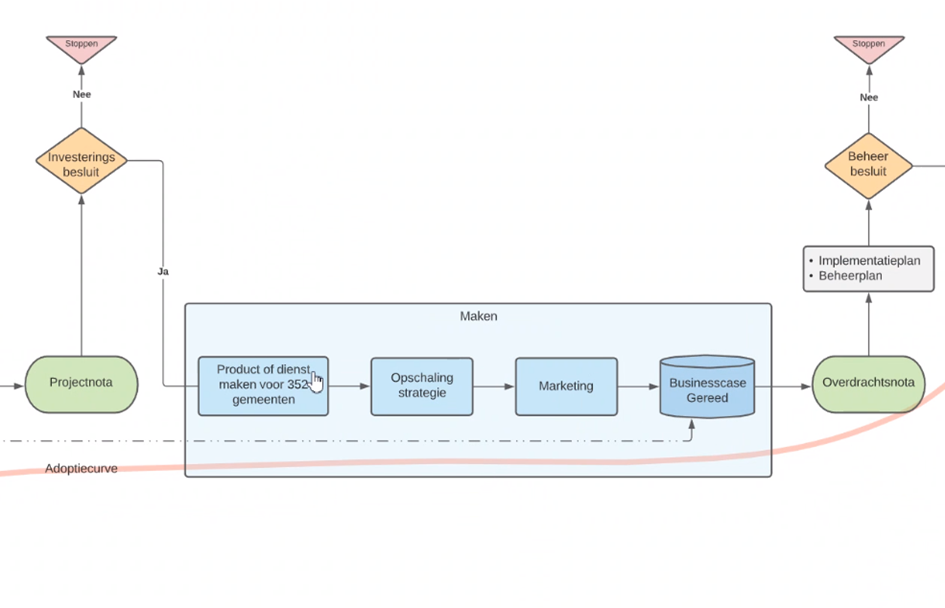 Stoppen
Nee
Investerings
besluit
Ja
Projectnota
Maken
Product of dienst
maken voor 352
gemeenten
Opschaling
strategie
Marketing
Businesscase
Gereed
Adoptiecurve
Stoppen
Nee
Beheer
besluit
• Implementatieplan
• Beheerplan
Overdrachtsnota